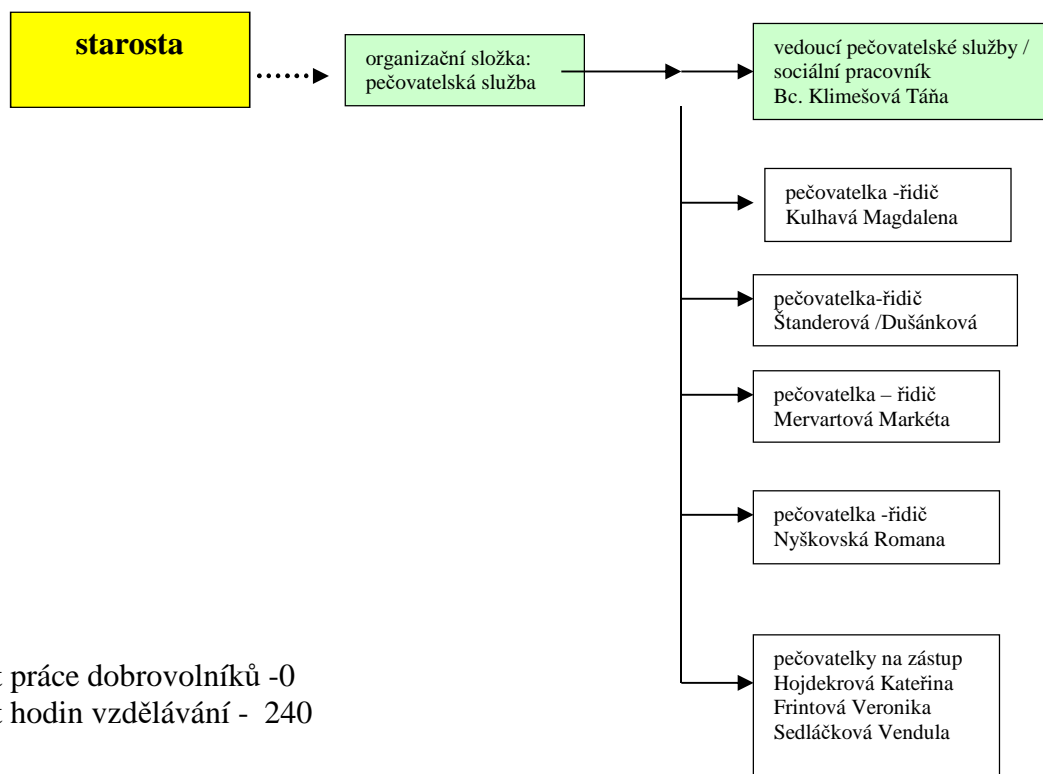 starosta
organizační složka:
pečovatelská služba
vedoucí pečovatelské služby /
sociální pracovník
Bc. Klimešová Táňa
pečovatelka -řidič
Kulhavá Magdalena
pečovatelka-řidič
Štanderová /Dušánková
pečovatelka – řidič
Mervartová Markéta
pečovatelka -řidič
Nyškovská Romana
pečovatelky na zástup
Hojdekrová Kateřina
Frintová Veronika
Sedláčková Vendula
práce dobrovolníků -0
hodin vzdělávání - 240